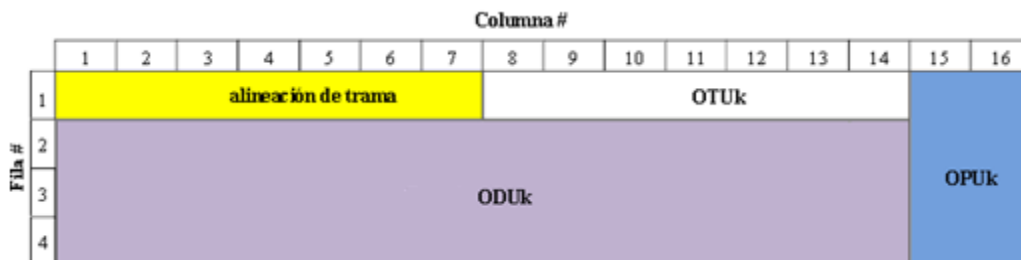 Columna #
1 2 3 4 5 6 7 8 9 10 11 12 13 14 15 16
1 alineación de trama OTUk
2
Fila # 3 ODUk OPUk
4